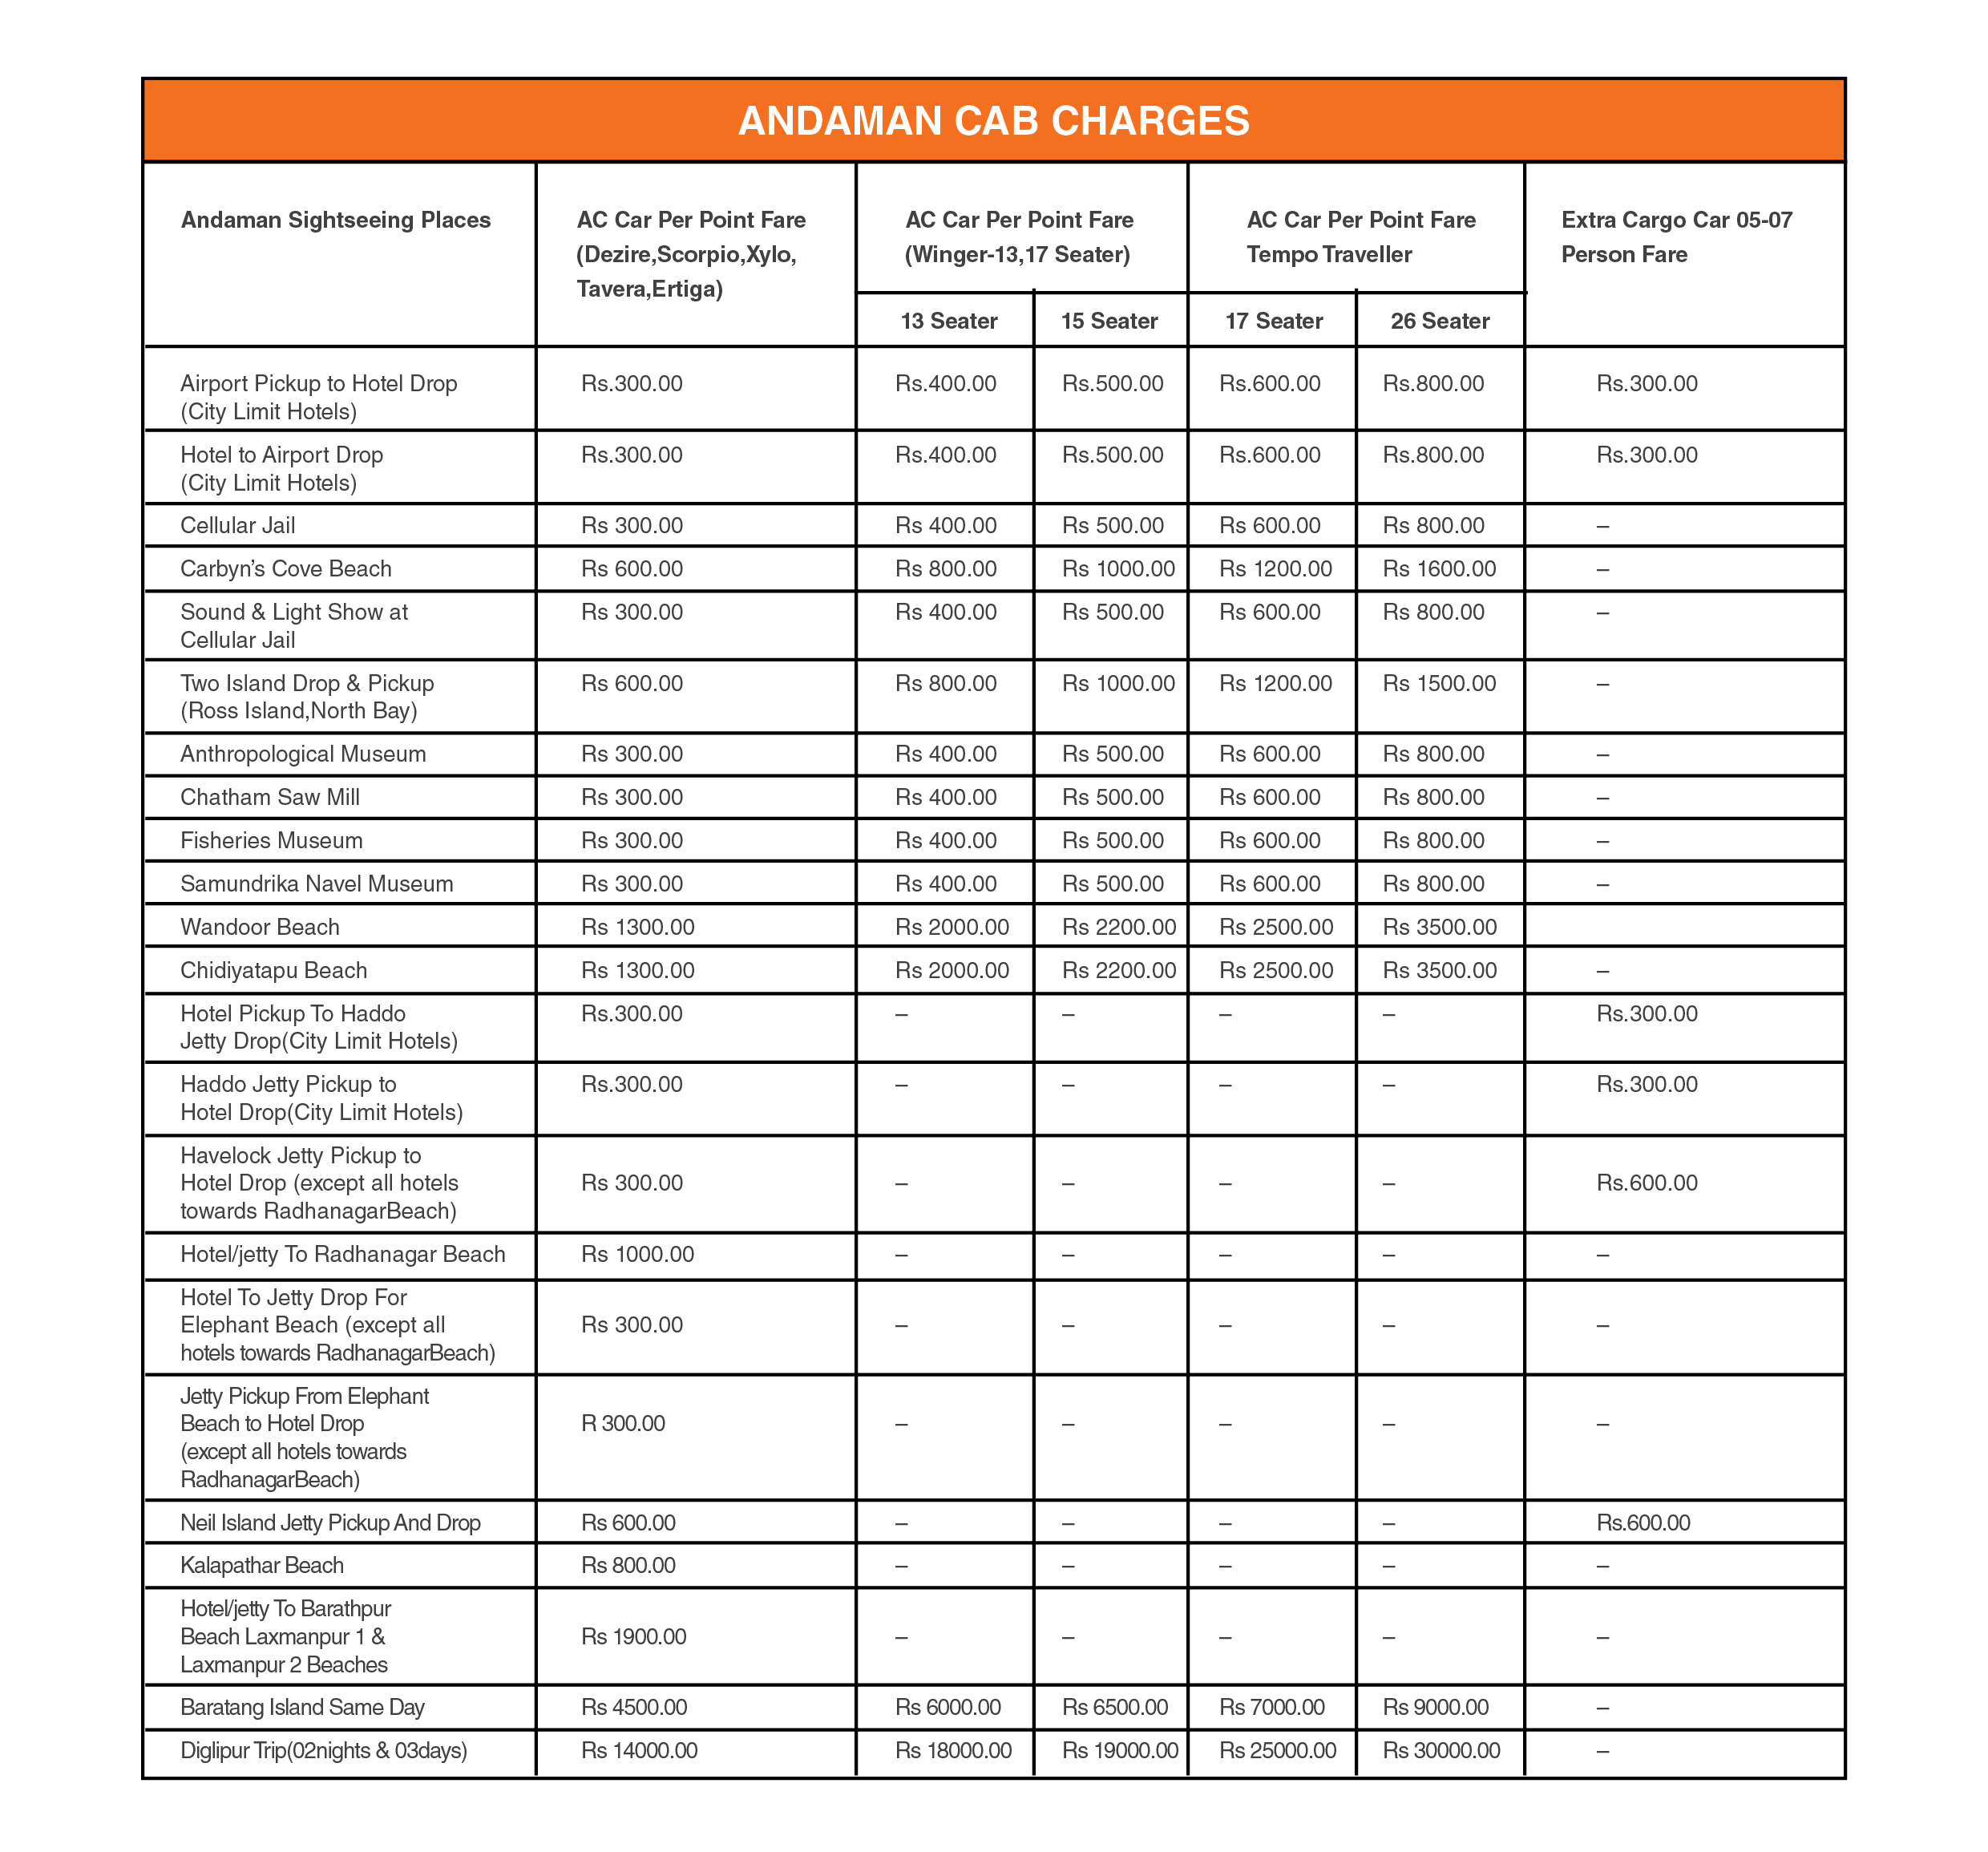 ANDAMAN CAB CHARGES
Andaman Sightseeing Places
AC Car Per Point Fare
(Dezire,Scorpio,Xylo,
Tavera,Ertiga)
AC Car Per Point Fare
(Winger-13,17 Seater)
AC Car Per Point Fare
Tempo Traveller
Extra Cargo Car 05-07
Person Fare
13 Seater 15 Seater 17 Seater 26 Seater
Airport Pickup to Hotel Drop Rs.300.00 Rs.400.00 Rs.500.00 Rs.600.00 Rs.800.00 Rs.300.00
(City Limit Hotels)
Hotel to Airport Drop Rs.300.00 Rs.400.00 Rs.500.00 Rs.600.00 Rs.800.00 Rs.300.00
(City Limit Hotels)
Cellular Jail Rs 300.00 Rs 400.00 Rs 500.00 Rs 600.00 Rs 800.00 –
Carbyn’s Cove Beach Rs 600.00 Rs 800.00 Rs 1000.00 Rs 1200.00 Rs 1600.00 –
Sound & Light Show at Rs 300.00 Rs 400.00 Rs 500.00 Rs 600.00 Rs 800.00 –
Cellular Jail
Two Island Drop & Pickup Rs 600.00 Rs 800.00 Rs 1000.00 Rs 1200.00 Rs 1500.00 –
(Ross Island,North Bay)
Anthropological Museum Rs 300.00 Rs 400.00 Rs 500.00 Rs 600.00 Rs 800.00 –
Chatham Saw Mill Rs 300.00 Rs 400.00 Rs 500.00 Rs 600.00 Rs 800.00 –
Fisheries Museum Rs 300.00 Rs 400.00 Rs 500.00 Rs 600.00 Rs 800.00 –
Samundrika Navel Museum Rs 300.00 Rs 400.00 Rs 500.00 Rs 600.00 Rs 800.00 –
Wandoor Beach Rs 1300.00 Rs 2000.00 Rs 2200.00 Rs 2500.00 Rs 3500.00
Chidiyatapu Beach Rs 1300.00 Rs 2000.00 Rs 2200.00 Rs 2500.00 Rs 3500.00 –
Hotel Pickup To Haddo Rs.300.00 – – – – Rs.300.00
Jetty Drop(City Limit Hotels)
Haddo Jetty Pickup to Rs.300.00 – – – – Rs.300.00
Hotel Drop(City Limit Hotels)
Havelock Jetty Pickup to
Hotel Drop (except all hotels Rs 300.00 – – – – Rs.600.00
towards RadhanagarBeach)
Hotel/jetty To Radhanagar Beach Rs 1000.00 – – – – –
Hotel To Jetty Drop For
Elephant Beach (except all Rs 300.00 – – – – –
hotels towards RadhanagarBeach)
Jetty Pickup From Elephant
Beach to Hotel Drop R 300.00 – – – – –
(except all hotels towards
RadhanagarBeach)
Neil Island Jetty Pickup And Drop Rs 600.00 – – – – Rs.600.00
Kalapathar Beach Rs 800.00 – – – – –
Hotel/jetty To Barathpur
Beach Laxmanpur 1 & Rs 1900.00 – – – – –
Laxmanpur 2 Beaches
Baratang Island Same Day Rs 4500.00 Rs 6000.00 Rs 6500.00 Rs 7000.00 Rs 9000.00 –
Diglipur Trip(02nights & 03days) Rs 14000.00 Rs 18000.00 Rs 19000.00 Rs 25000.00 Rs 30000.00 –